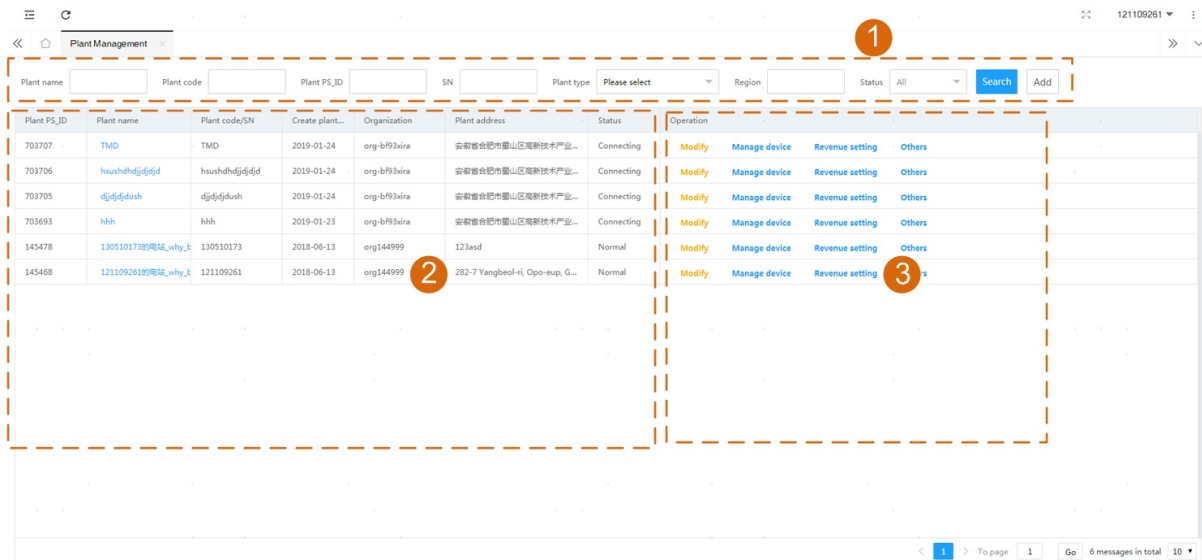 121109261
Plant Management
1
Plant name Plant code Plant PS_ID SN Plant type Please select Region Status All Search Add
Plant PS_ID Plant name Plant code/SN Create plant... Organization Plant address Status Operation
703707 TMD TMD 2019-01-24 org-bf93xira 安徽省合肥市蜀山区高新技术产业... Connecting Modify Manage device Revenue setting Others
703706 hsushdhdjjdjdjd hsushdhdjjdjdjd 2019-01-24 org-bf93xira 安徽省合肥市蜀山区高新技术产业... Connecting Modify Manage device Revenue setting Others
703705 djjdjdjdush djjdjdjdush 2019-01-24 org-bf93xira 安徽省合肥市蜀山区高新技术产业... Connecting Modify Manage device Revenue setting Others
703693 hhh hhh 2019-01-23 org-bf93xira 安徽省合肥市蜀山区高新技术产业... Connecting Modify Manage device Revenue setting Others
145478 130510173的电站_why_b 130510173 2018-06-13 org144999 123asd Normal Modify Manage device Revenue setting Others
145468 121109261的电站_why_b 121109261 2018-06-13 org144999 2 282-7 Yangbeol-ri, Opo-eup, G... Normal Modify Manage device Revenue setting 3
1 To page 1 Go 6 messages in total 10